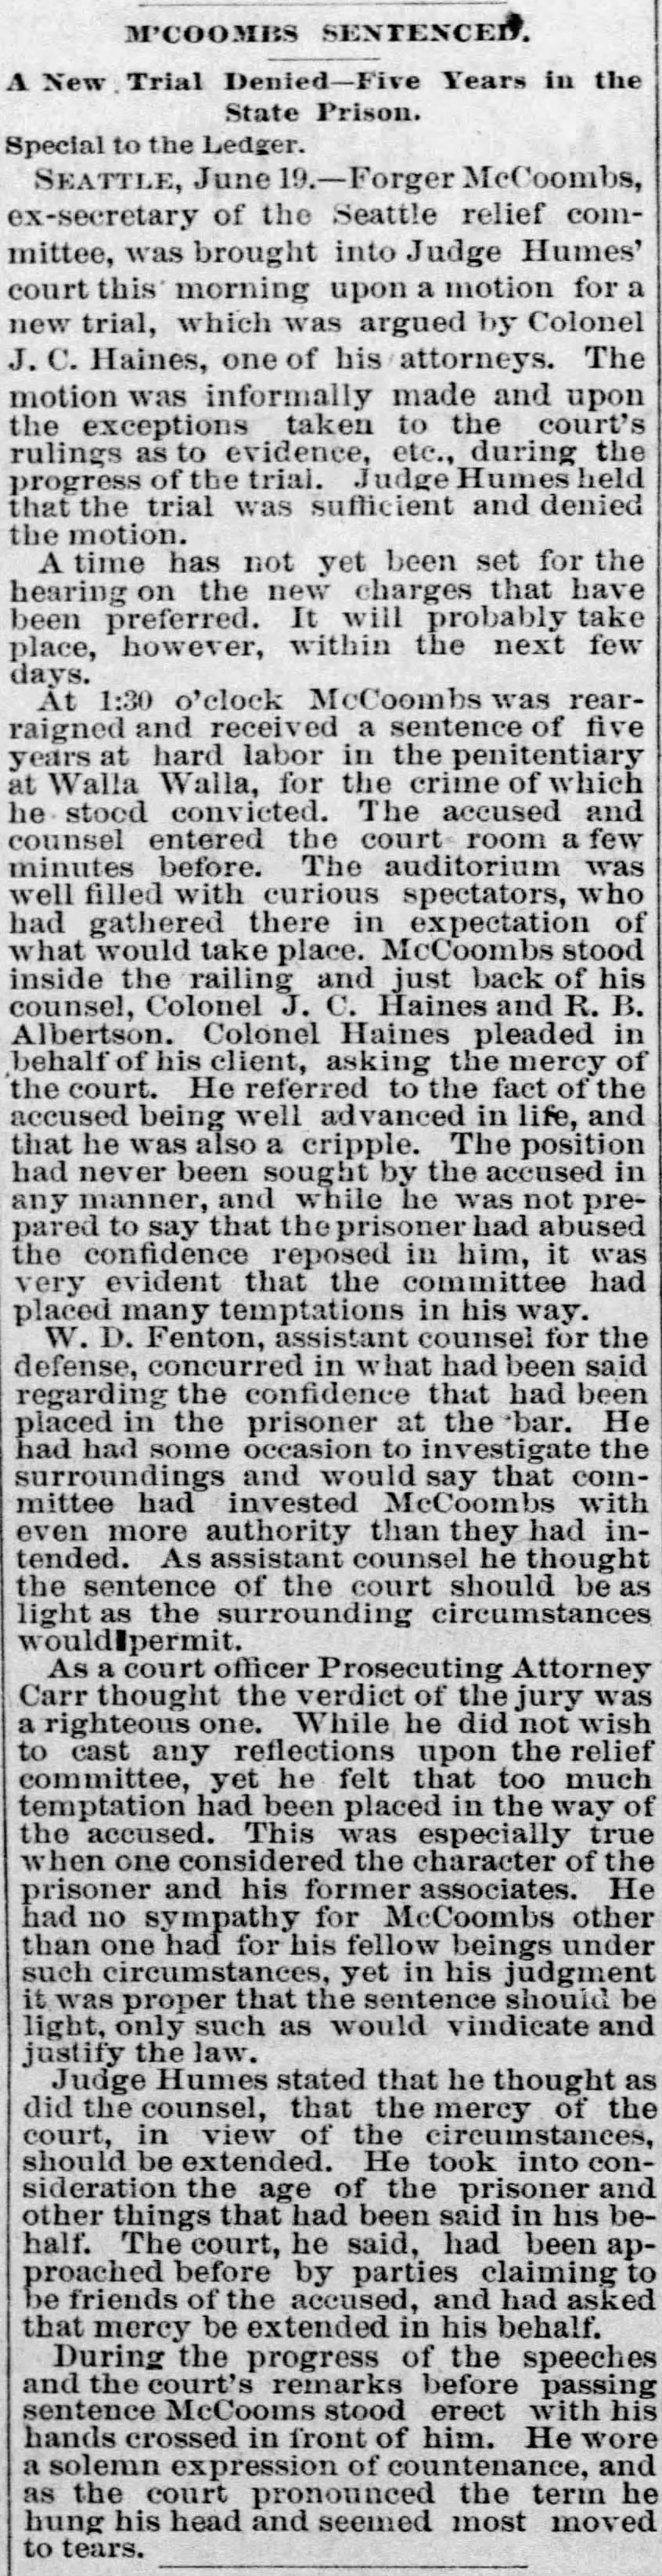 M'COOMBS SENTENCED.
A New Trial Denied—Five Years in the
State Prison.
Special to the Ledger.
SEATTLE, June 19.—Forger McCoombs,
ex-secretary of the Seattle relief com-
mittee, was brought into Judge Humes'
court this morning upon a motion for a
new trial, which was argued by Colonel
J. C. Haines, one of his attorneys. The
motion was informally made and upon
the exceptions taken to the court's
rulings as to evidence, etc., during the
progress of the trial. Judge Humes held
that the trial was sufficient and denied
the motion.
A time has not yet been set for the
hearing on the new charges that have
been preferred. It will probably take
place, however, within the next few
days.
At 1:30 o'clock McCoombs was rear-
raigned and received a sentence of five
years at hard labor in the penitentiary
at Walla Walla, for the crime of which
he stood convicted. The accused and
counsel entered the court room a few
minutes before. The auditorium was
well filled with curious spectators, who
had gathered there in expectation of
what would take place. McCoombs stood
inside the railing and just back of his
counsel, Colonel J. C. Haines and R. B.
Albertson. Colonel Haines pleaded in
behalf of his client, asking the mercy of
the court. He referred to the fact of the
accused being well advanced in life, and
that he was also a cripple. The position
had never been sought by the accused in
any manner, and while he was not pre-
pared to say that the prisoner had abused
the confidence reposed in him, it was
very evident that the committee had
placed many temptations in his way.
W. D. Fenton, assistant counsel for the
defense, concurred in what had been said
regarding the confidence that had been
placed in the prisoner at the bar. He
had had some occasion to investigate the
surroundings and would say that com-
mittee had invested McCoombs with
even more authority than they had in-
tended. As assistant counsel he thought
the sentence of the court should be as
light as the surrounding circumstances
would permit.
As a court officer Prosecuting Attorney
Carr thought the verdict of the jury was
a righteous one. While he did not wish
to cast any reflections upon the relief
committee, yet he felt that too much
temptation had been placed in the way of
the accused. This was especially true
when one considered the character of the
prisoner and his former associates. He
had no sympathy for McCoombs other
than one had for his fellow beings under
such circumstances, yet in his judgment
it was proper that the sentence should be
light, only such as would vindicate and
justify the law.
Judge Humes stated that he thought as
did the counsel, that the mercy of the
court, in view of the circumstances,
should be extended. He took into con-
sideration the age of the prisoner and
other things that had been said in his be-
half. The court, he said, had been ap-
proached before by parties claiming to
be friends of the accused, and had asked
that mercy be extended in his behalf.
During the progress of the speeches
and the court's remarks before passing
sentence McCooms stood erect with his
hands crossed in front of him. He wore
a solemn expression of countenance, and
as the court pronounced the term he
hung his head and seemed most moved
to tears.